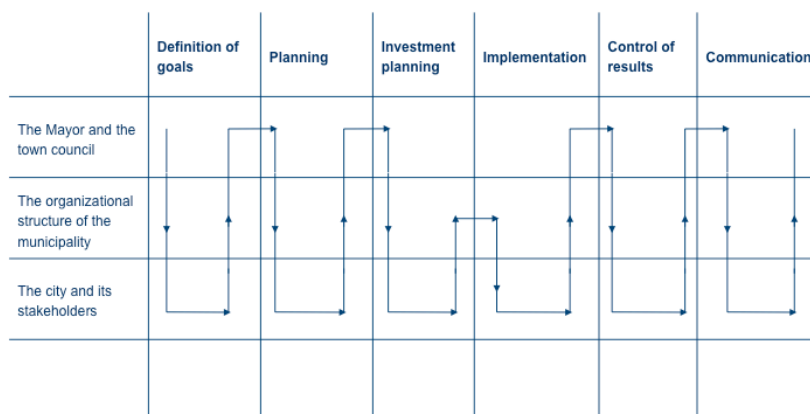 Definition of
goals
Planning
Investment
planning
Implementation
Control of
results
Communication
The Mayor and the
town council
The organizational
structure of the
municipality
The city and its
stakeholders